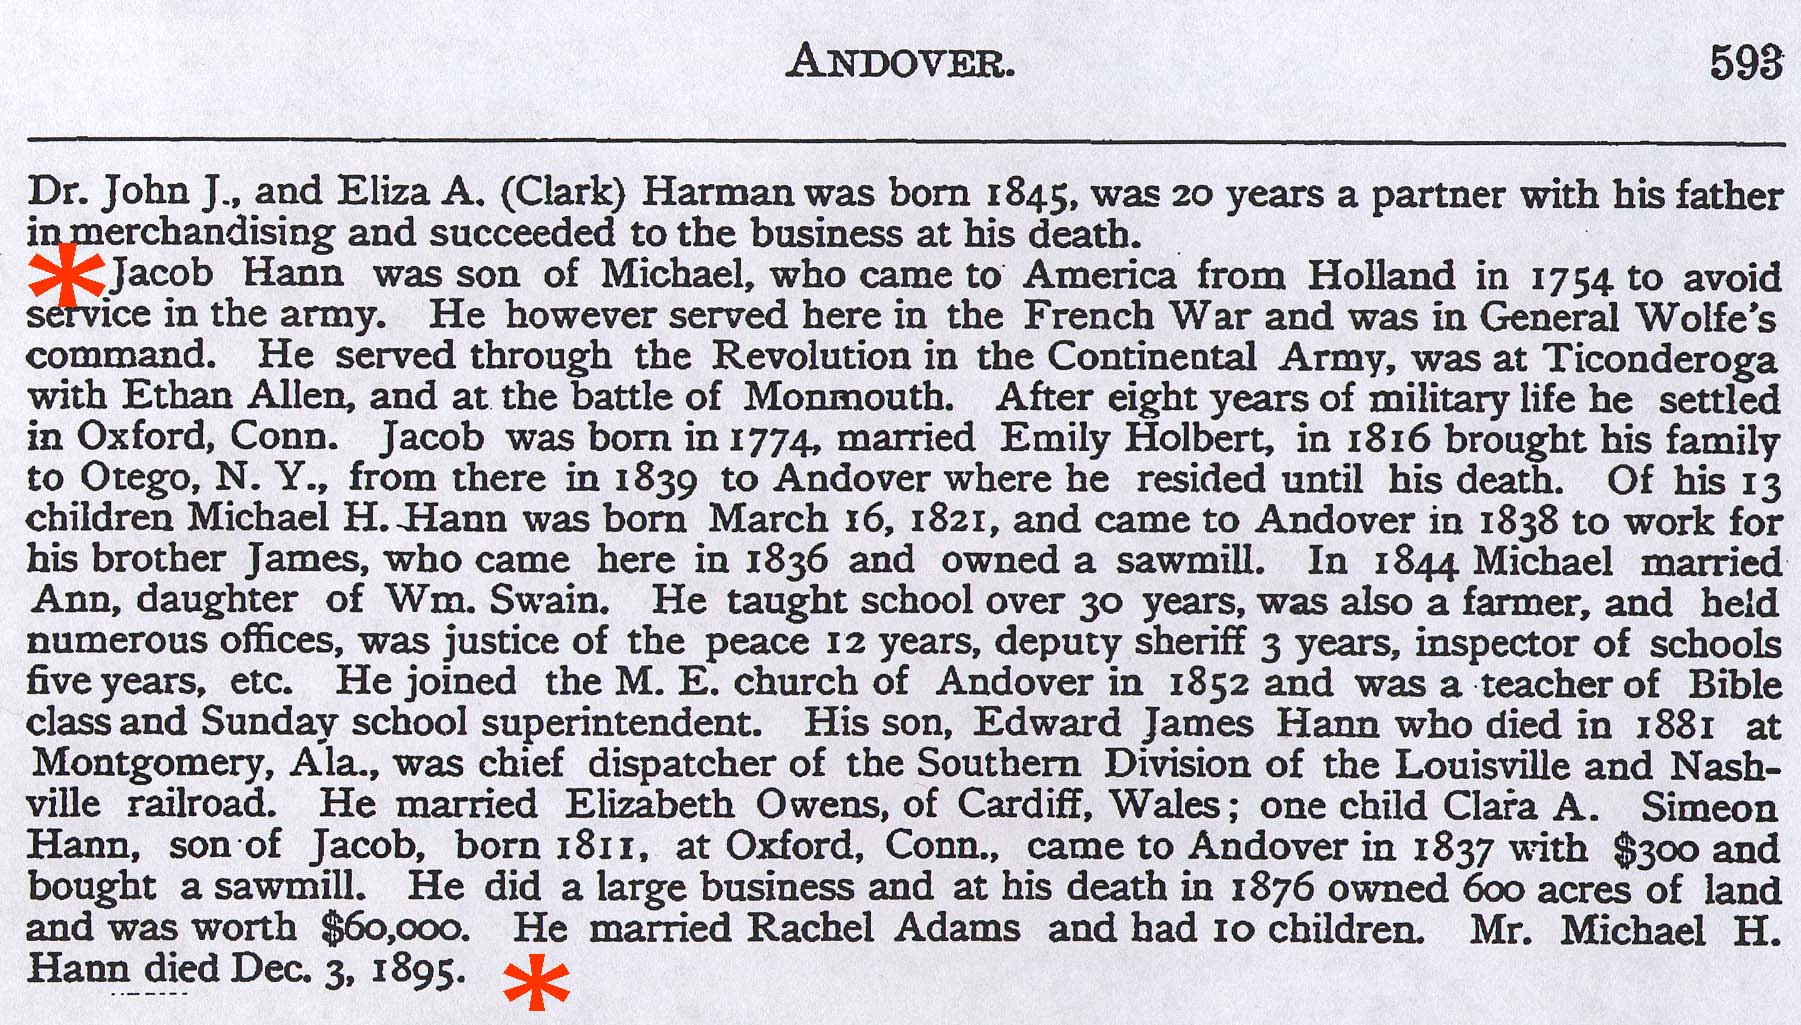 ANDOVER. 593
Dr. John J., and Eliza A. (Clark) Harman was born 1845, was 20 years a partner with his father
in merchandising and succeeded to the business at his death.
Jacob Hann was son of Michael, who came to America from Holland in 1754 to avoid
service in the army. He however served here in the French War and was in General Wolfe's
command. He served through the Revolution in the Continental Army, was at Ticonderoga
with Ethan Allen, and at the battle of Monmouth. After eight years of military life he settled
in Oxford, Conn. Jacob was born in 1774, married Emily Holbert, in 1816 brought his family
to Otego, N. Y., from there in 1839 to Andover where he resided until his death. Of his 13
children Michael H. Hann was born March 16, 1821, and came to Andover in 1838 to work for
his brother James, who came here in 1836 and owned a sawmill. In 1844 Michael married
Ann, daughter of Wm. Swain. He taught school over 30 years, was also a farmer, and held
numerous offices, was justice of the peace 12 years, deputy sheriff 3 years, inspector of schools
five years, etc. He joined the M. E. church of Andover in 1852 and was a teacher of Bible
class and Sunday school superintendent. His son, Edward James Hann who died in 1881 at
Montgomery, Ala., was chief dispatcher of the Southern Division of the Louisville and Nash-
ville railroad. He married Elizabeth Owens, of Cardiff, Wales; one child Clara A. Simeon
Hann, son of Jacob, born 1811, at Oxford, Conn., came to Andover in 1837 with $300 and
bought a sawmill. He did a large business and at his death in 1876 owned 600 acres of land
and was worth $60,000. He married Rachel Adams and had 10 children. Mr. Michael H.
Hann died Dec. 3, 1895.